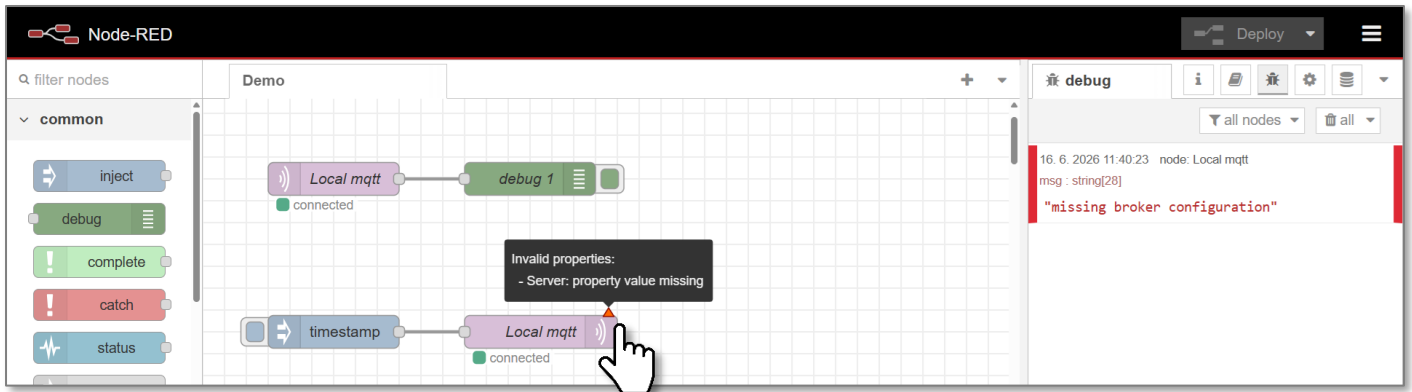 Node-RED
Deploy
filter nodes
Demo
debug
common
all nodes
all
inject
debug
complete
catch
status
Local mqtt
connected
debug 1
Invalid properties:
- Server: property value missing
timestamp
Local mqtt
connected
16. 6. 2026 11:40:23 node: Local mqtt
msg : string[28]
"missing broker configuration"